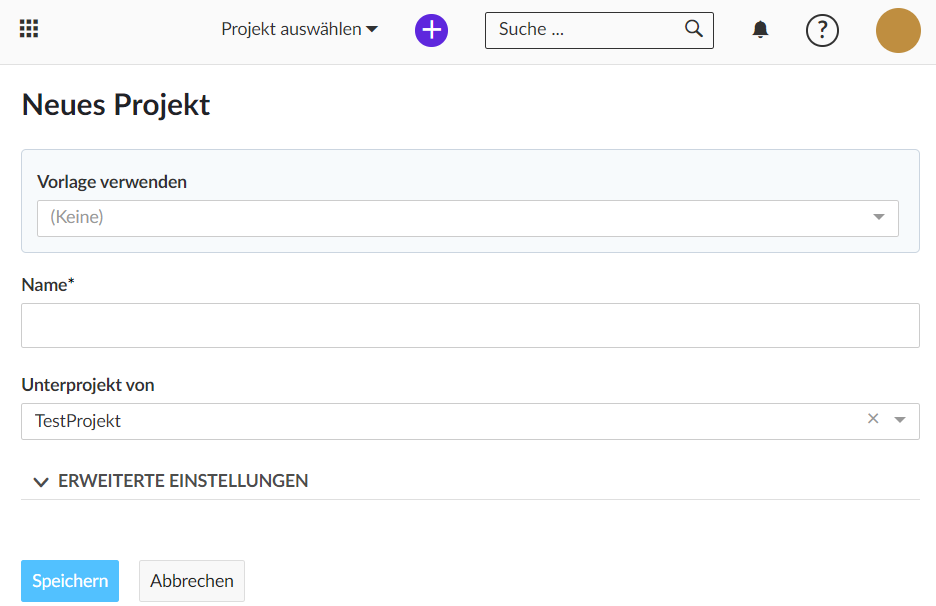 Projekt auswählen
Suche ...
?
Neues Projekt
Vorlage verwenden
(Keine)
Name*
Unterprojekt von
TestProjekt
ERWEITERTE EINSTELLUNGEN
Speichern Abbrechen